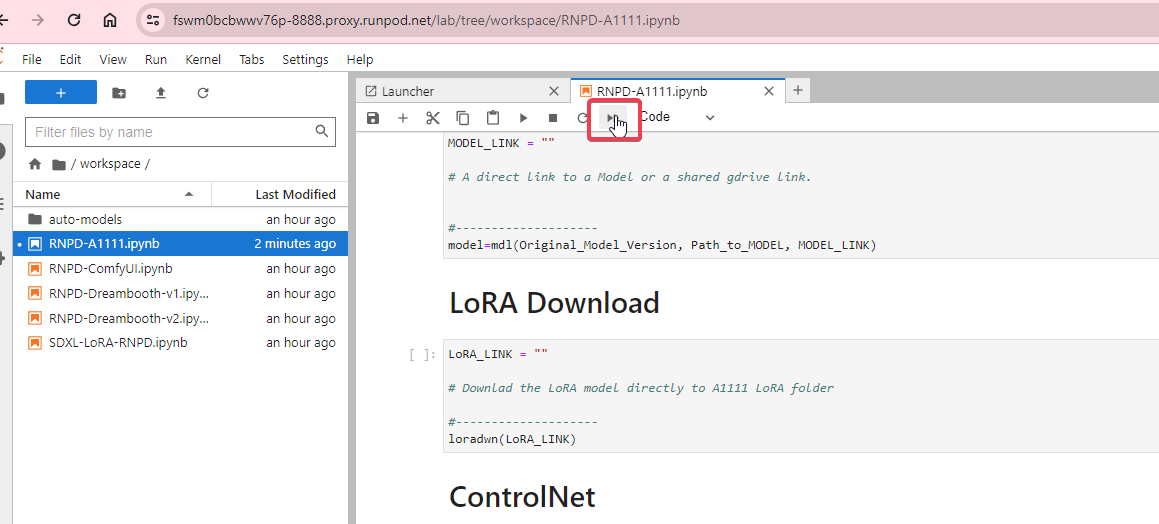 fswm0bcbwwv76p-8888.proxy.runpod.net/lab/tree/workspace/RNPD-A1111.ipynb
File Edit View Run Kernel Tabs Settings Help
+
Filter files by name
/ workspace /
Name Last Modified
auto-models an hour ago
RNPD-A1111.ipynb 2 minutes ago
RNPD-ComfyUI.ipynb an hour ago
RNPD-Dreambooth-v1.ipy... an hour ago
RNPD-Dreambooth-v2.ipy... an hour ago
SDXL-LoRA-RNPD.ipynb an hour ago
Launcher RNPD-A1111.ipynb
Code
MODEL_LINK = ""
# A direct link to a Model or a shared gdrive link.
#--------------------
model=mdl(Original_Model_Version, Path_to_MODEL, MODEL_LINK)
LoRA Download
[ ]: LoRA_LINK = ""
# Downlad the LoRA model directly to A1111 LoRA folder
#--------------------
loradwn(LoRA_LINK)
ControlNet